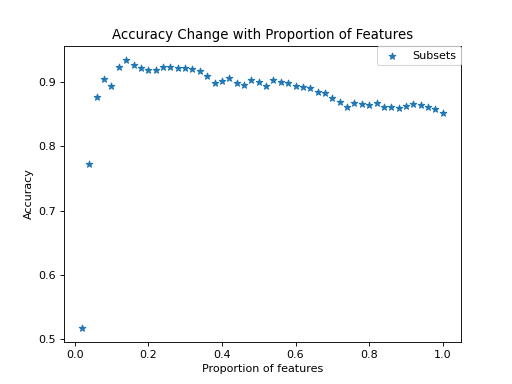 Accuracy Change with Proportion of Features
Subsets
Accuracy
0.9
0.8
0.7
0.6
0.5
0.0 0.2 0.4 0.6 0.8 1.0
Proportion of features